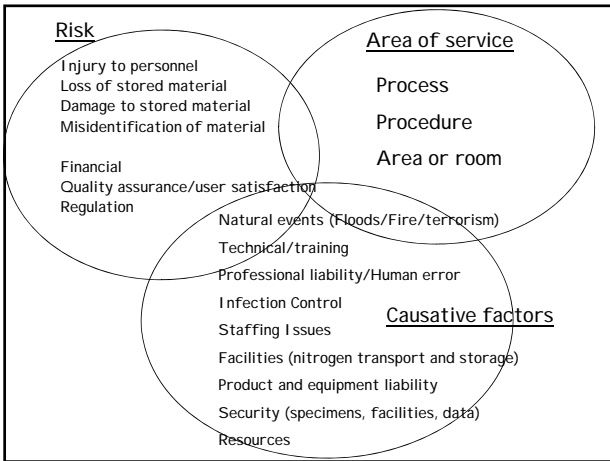 Risk
Injury to personnel
Loss of stored material
Damage to stored material
Misidentification of material
Financial
Quality assurance/user satisfaction
Regulation
Area of service
Process
Procedure
Area or room
Natural events (Floods/Fire/terrorism)
Technical/training
Professional liability/Human error
Infection Control
Staffing Issues
Facilities (nitrogen transport and storage)
Product and equipment liability
Security (specimens, facilities, data)
Resources
Causative factors